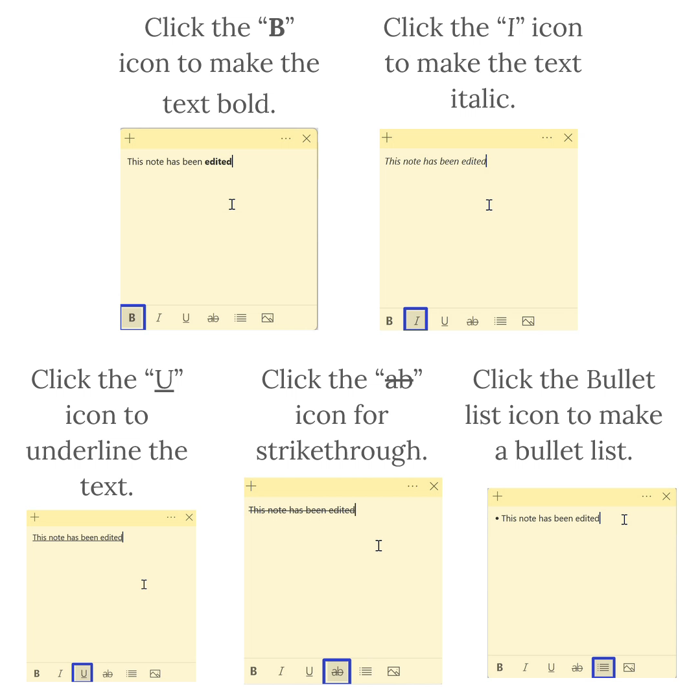 Click the “B”
icon to make the
text bold.
Click the “I” icon
to make the text
italic.
This note has been edited
B I U ab
This note has been edited
B I U ab
Click the “U”
icon to
underline the
text.
Click the “ab”
icon for
strikethrough.
Click the Bullet
list icon to make
a bullet list.
This note has been edited
B I U ab
This note has been edited
B I U ab
• This note has been edited
B I U ab